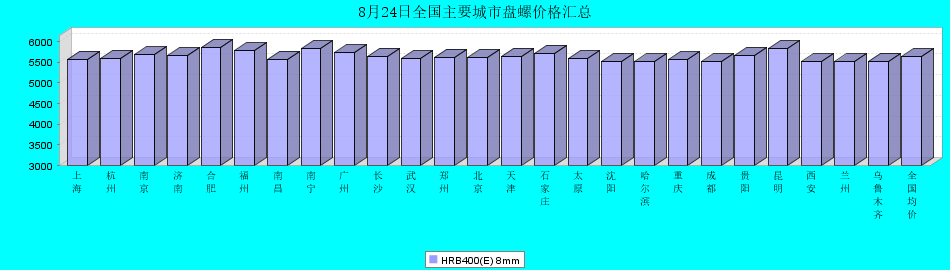 8月24日全国主要城市盘螺价格汇总
6000
5500
5000
4500
4000
3500
3000
上海
杭州
南京
济南
合肥
福州
南昌
南宁
广州
长沙
武汉
郑州
北京
天津
石家庄
太原
沈阳
哈尔滨
重庆
成都
贵阳
昆明
西安
兰州
乌鲁木齐
全国均价
HRB400(E) 8mm